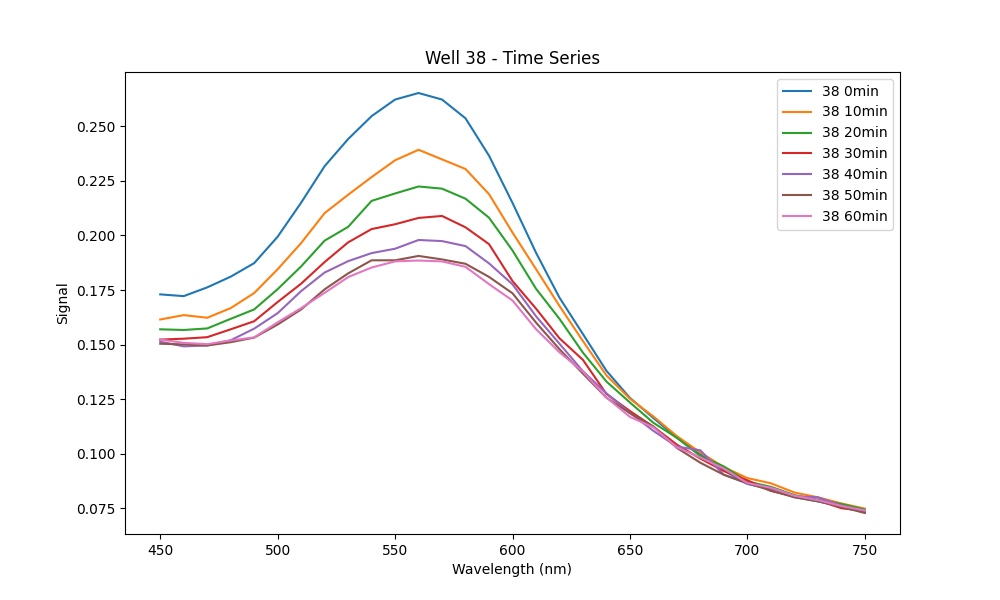 Well 38 - Time Series
38 0min
38 10min
38 20min
38 30min
38 40min
38 50min
38 60min
Signal
0.250
0.225
0.200
0.175
0.150
0.125
0.100
0.075
450 500 550 600 650 700 750
Wavelength (nm)